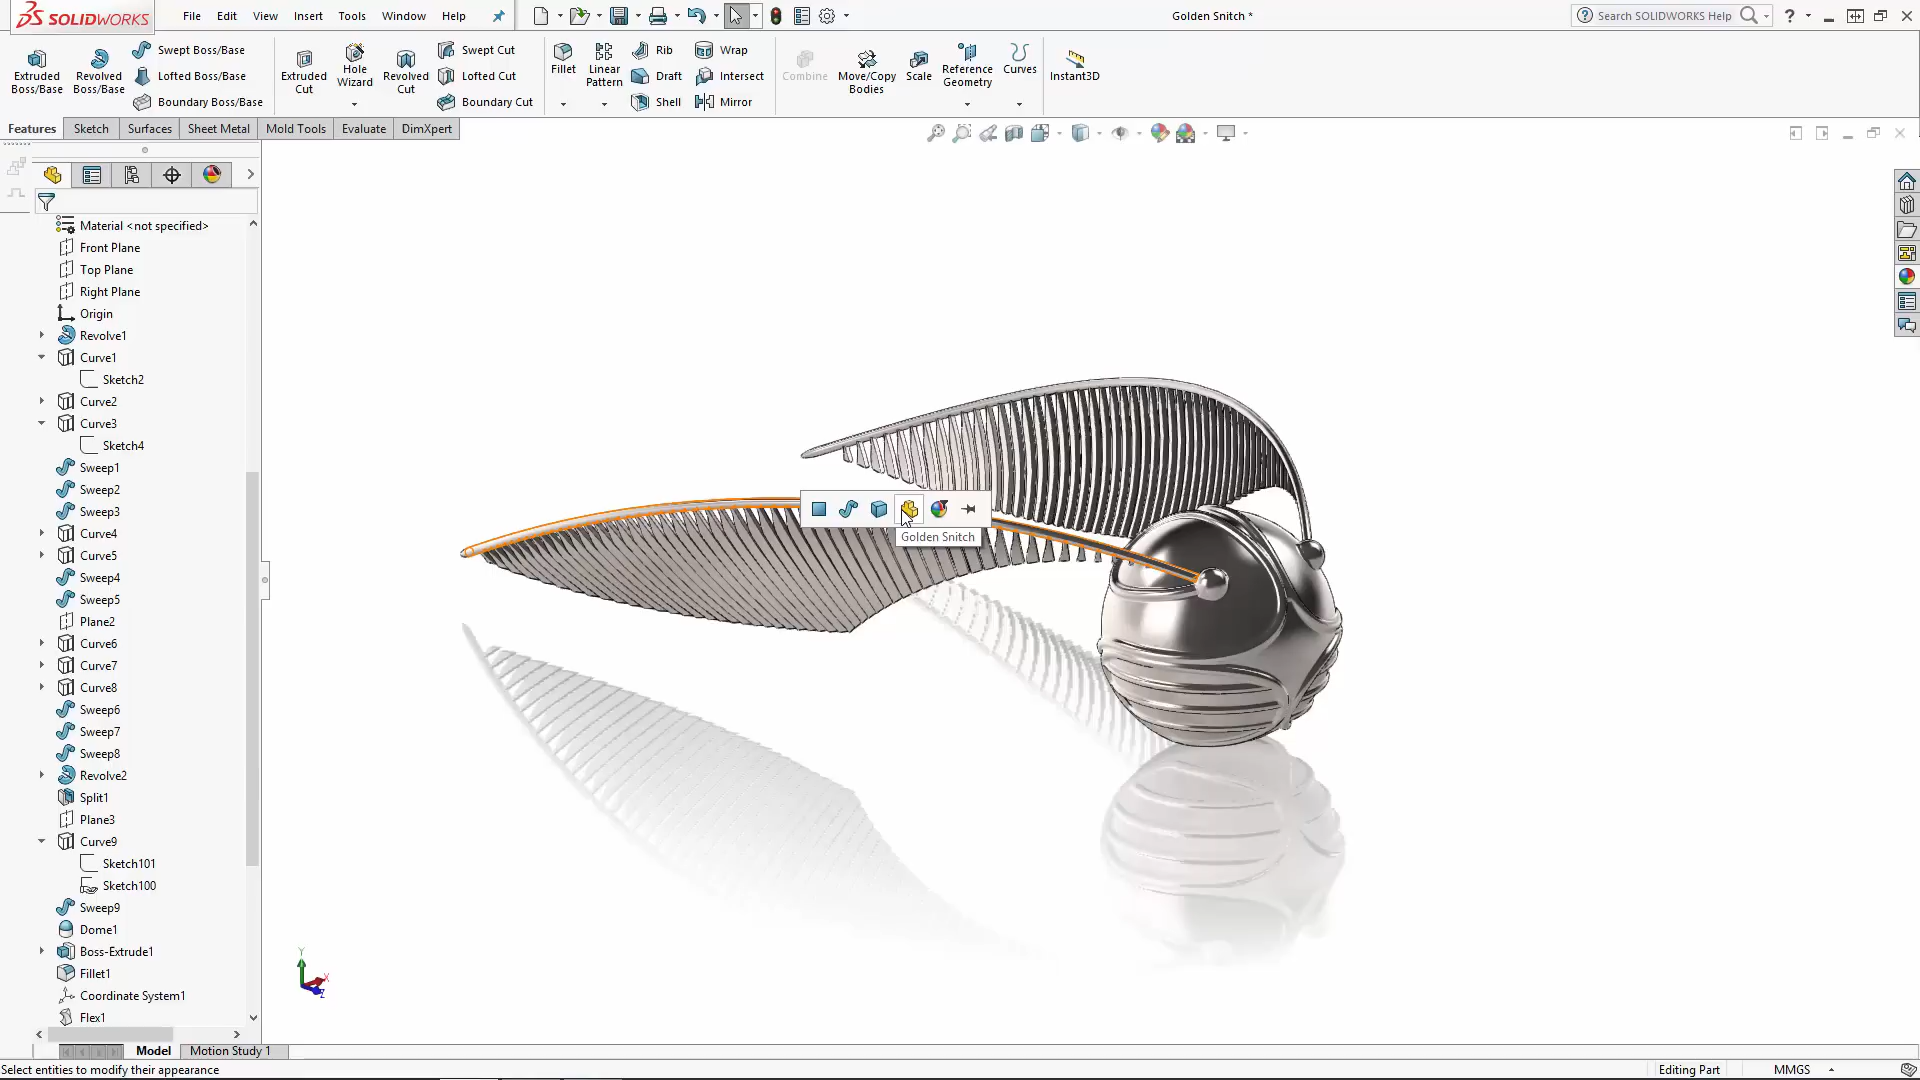 SOLIDWORKS
File Edit View Insert Tools Window Help
Golden Snitch *
Search SOLIDWORKS Help
Extruded Boss/Base
Revolved Boss/Base
Swept Boss/Base
Lofted Boss/Base
Boundary Boss/Base
Extruded Cut
Hole Wizard
Revolved Cut
Swept Cut
Lofted Cut
Boundary Cut
Fillet
Linear Pattern
Rib
Draft
Shell
Wrap
Intersect
Mirror
Combine
Move/Copy Bodies
Scale
Reference Geometry
Curves
Instant3D
Features Sketch Surfaces Sheet Metal Mold Tools Evaluate DimXpert
Material <not specified>
Front Plane
Top Plane
Right Plane
Origin
Revolve1
Curve1
Sketch2
Curve2
Curve3
Sketch4
Sweep1
Sweep2
Sweep3
Curve4
Curve5
Sweep4
Sweep5
Plane2
Curve6
Curve7
Curve8
Sweep6
Sweep7
Sweep8
Revolve2
Split1
Plane3
Curve9
Sketch101
Sketch100
Sweep9
Dome1
Boss-Extrude1
Fillet1
Coordinate System1
Flex1
Golden Snitch
Y
X
Z
Model Motion Study 1
Select entities to modify their appearance
Editing Part
MMGS